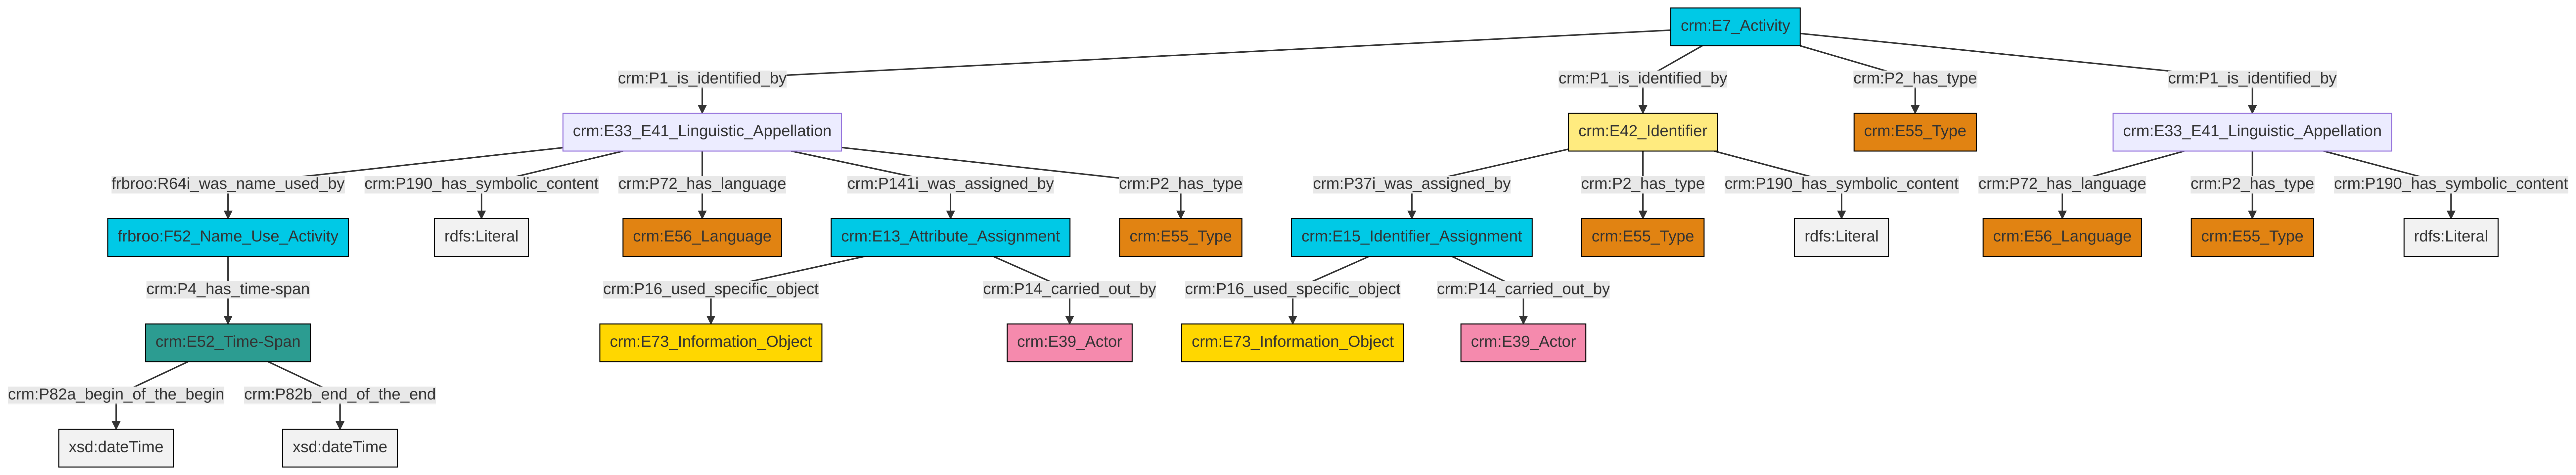 crm:E7_Activity
crm:P1_is_identified_by
crm:P1_is_identified_by
crm:P2_has_type
crm:P1_is_identified_by
crm:E33_E41_Linguistic_Appellation
crm:E42_Identifier
crm:E55_Type
crm:E33_E41_Linguistic_Appellation
frbroo:R64i_was_name_used_by
crm:P190_has_symbolic_content
crm:P72_has_language
crm:P141i_was_assigned_by
crm:P2_has_type
crm:P37i_was_assigned_by
crm:P2_has_type
crm:P190_has_symbolic_content
crm:P72_has_language
crm:P2_has_type
crm:P190_has_symbolic_content
frbroo:F52_Name_Use_Activity
rdfs:Literal
crm:E56_Language
crm:E13_Attribute_Assignment
crm:E55_Type
crm:E15_Identifier_Assignment
crm:E55_Type
rdfs:Literal
crm:E56_Language
crm:E55_Type
rdfs:Literal
crm:P4_has_time-span
crm:P16_used_specific_object
crm:P14_carried_out_by
crm:P16_used_specific_object
crm:P14_carried_out_by
crm:E52_Time-Span
crm:E73_Information_Object
crm:E39_Actor
crm:E73_Information_Object
crm:E39_Actor
crm:P82a_begin_of_the_begin
crm:P82b_end_of_the_end
xsd:dateTime
xsd:dateTime